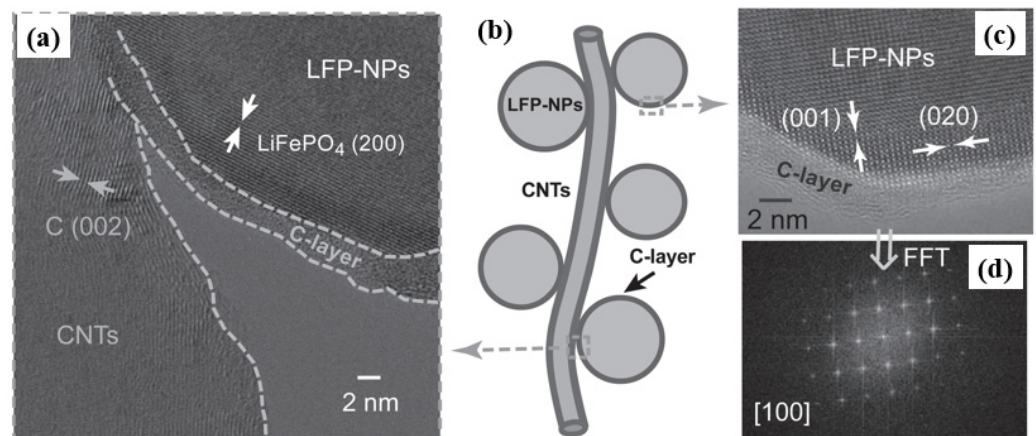 (a)
LFP-NPs
LiFePO₄ (200)
C (002)
C-layer
CNTs
2 nm
(b)
LFP-NPs
CNTs
C-layer
(c)
LFP-NPs
(001)
(020)
C-layer
2 nm
FFT
(d)
[100]